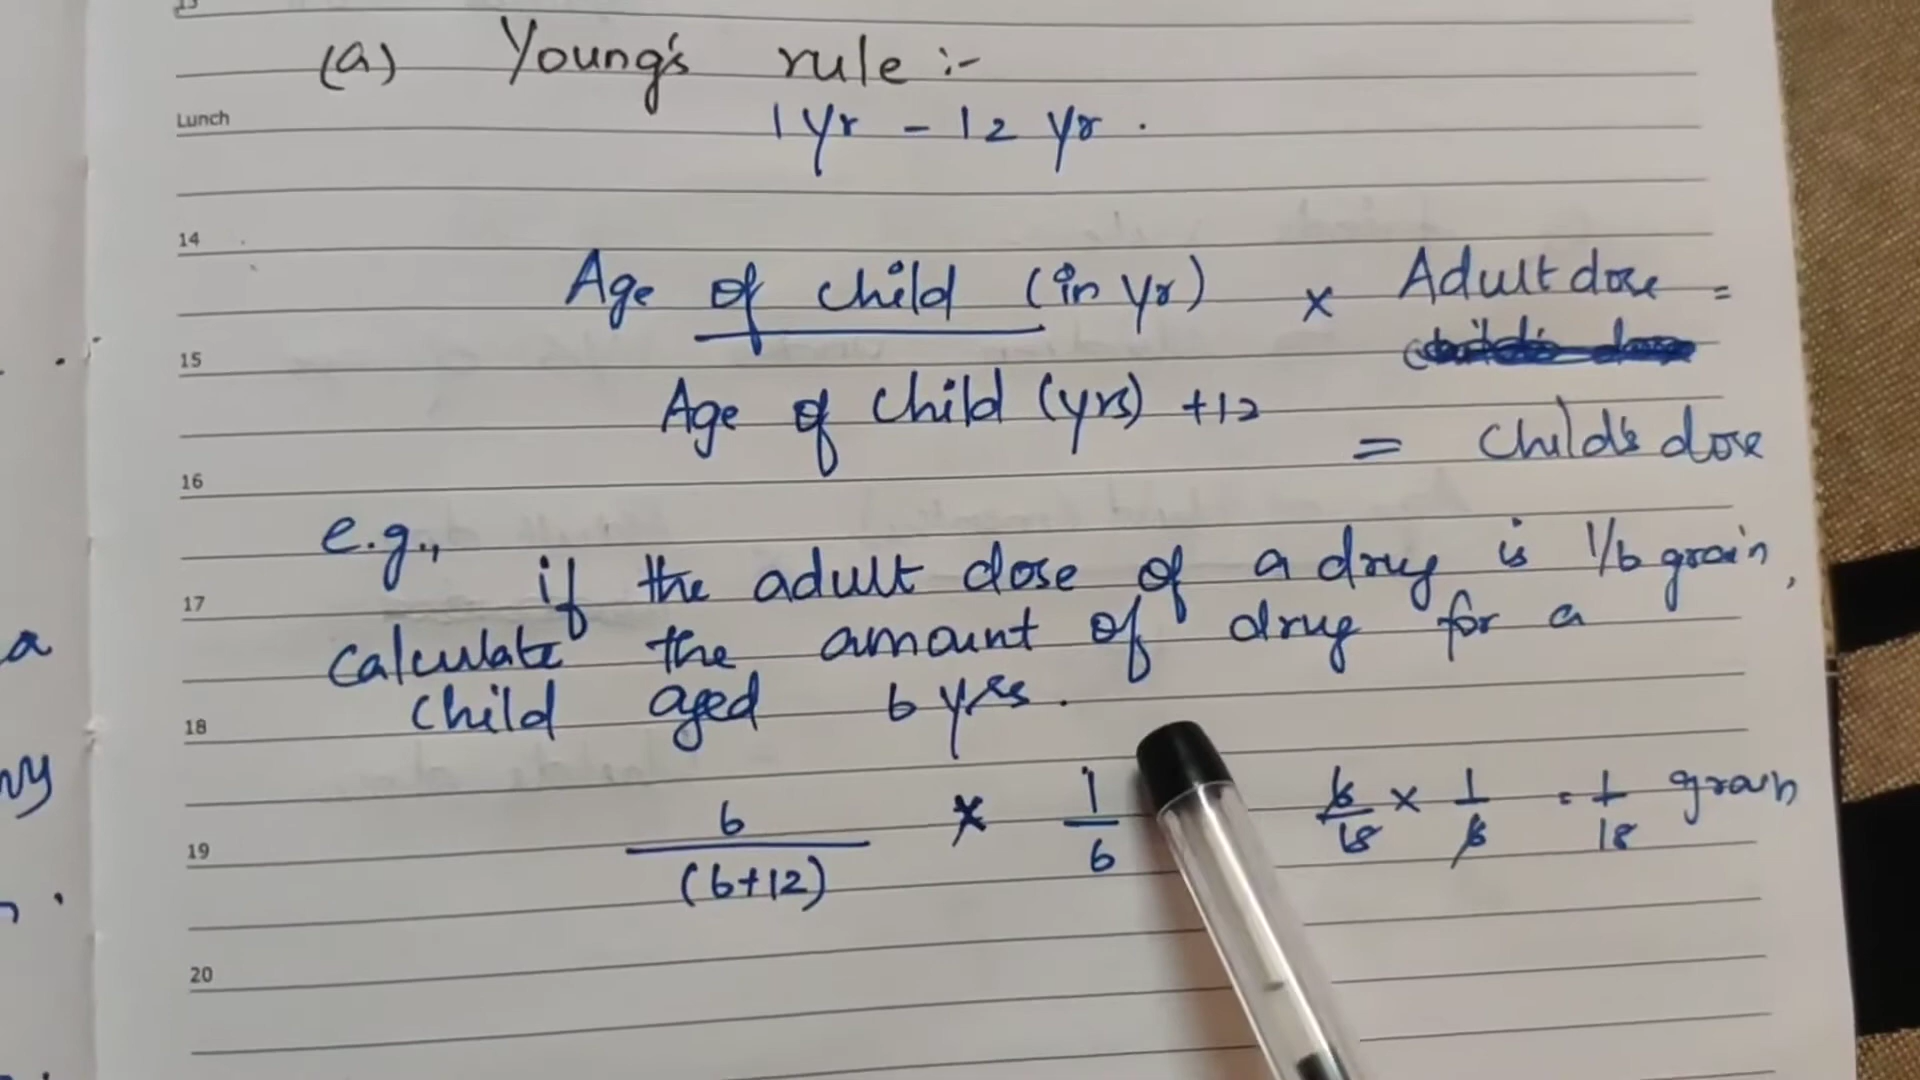 13
(a) Young's rule :-
Lunch
1 yr - 12 yr .
14
Age of child (in yr) x Adult dose =
15
Age of child (yrs) +12
= Child's dose
16
e.g.,
if the adult dose of a drug is 1/6 grain,
17
calculate the amount of drug for a
child aged 6 yrs.
18
6 x 1 6 x 1 = 1 grain
(6+12) 6 18 6 18
19
20
a